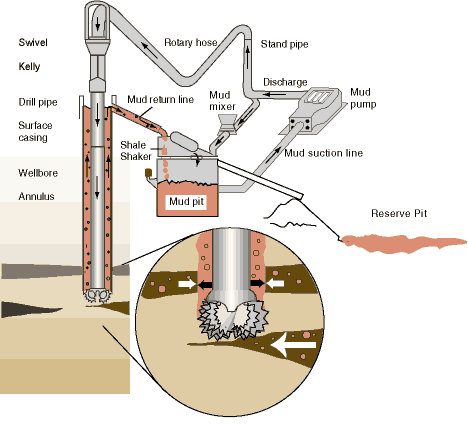 Swivel
Rotary hose
Stand pipe
Kelly
Discharge
Drill pipe
Mud return line
Mud
mixer
Mud
pump
Surface
casing
Shale
Shaker
Mud suction line
Wellbore
Annulus
Mud pit
Reserve Pit